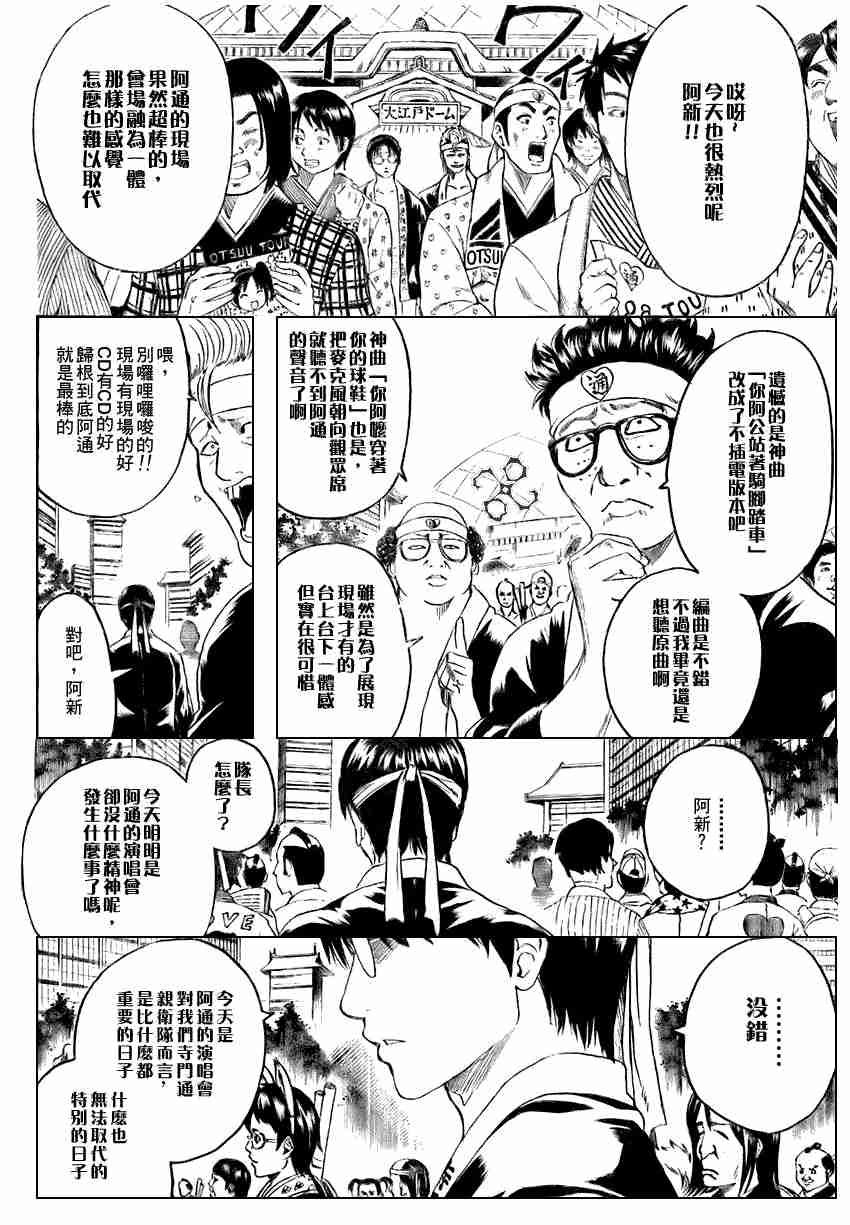 哎呀~
今天也很熱烈呢
阿新!!
阿通的現場
果然超棒的，
會場融為一體
那樣的感覺
怎麼也難以取代
大江戸ドーム
OTSUU TOUR
OTSUU
通
TOUR
遺憾的是神曲
「你阿公站著騎腳踏車」
改成了不插電版本吧
編曲是不錯
不過我畢竟還是
想聽原曲啊
通
神曲「你阿嬤穿著
你的球鞋」也是，
把麥克風朝向觀眾席
就聽不到阿通
的聲音了啊
雖然是為了展現
現場才有的
台上台下一體感
但實在很可惜
喂，
別囉哩囉唆的!!
現場有現場的好
CD有CD的好
歸根到底阿通
就是最棒的
對吧，阿新
………
阿新？
隊長
怎麼了？
今天明明是
阿通的演唱會
卻沒什麼精神呢，
發生什麼事了嗎
VE
………
没錯
今天是
阿通的演唱會
對我們寺門通
親衛隊而言，
是比什麼都
重要的日子
什麼也
無法取代的
特別的日子